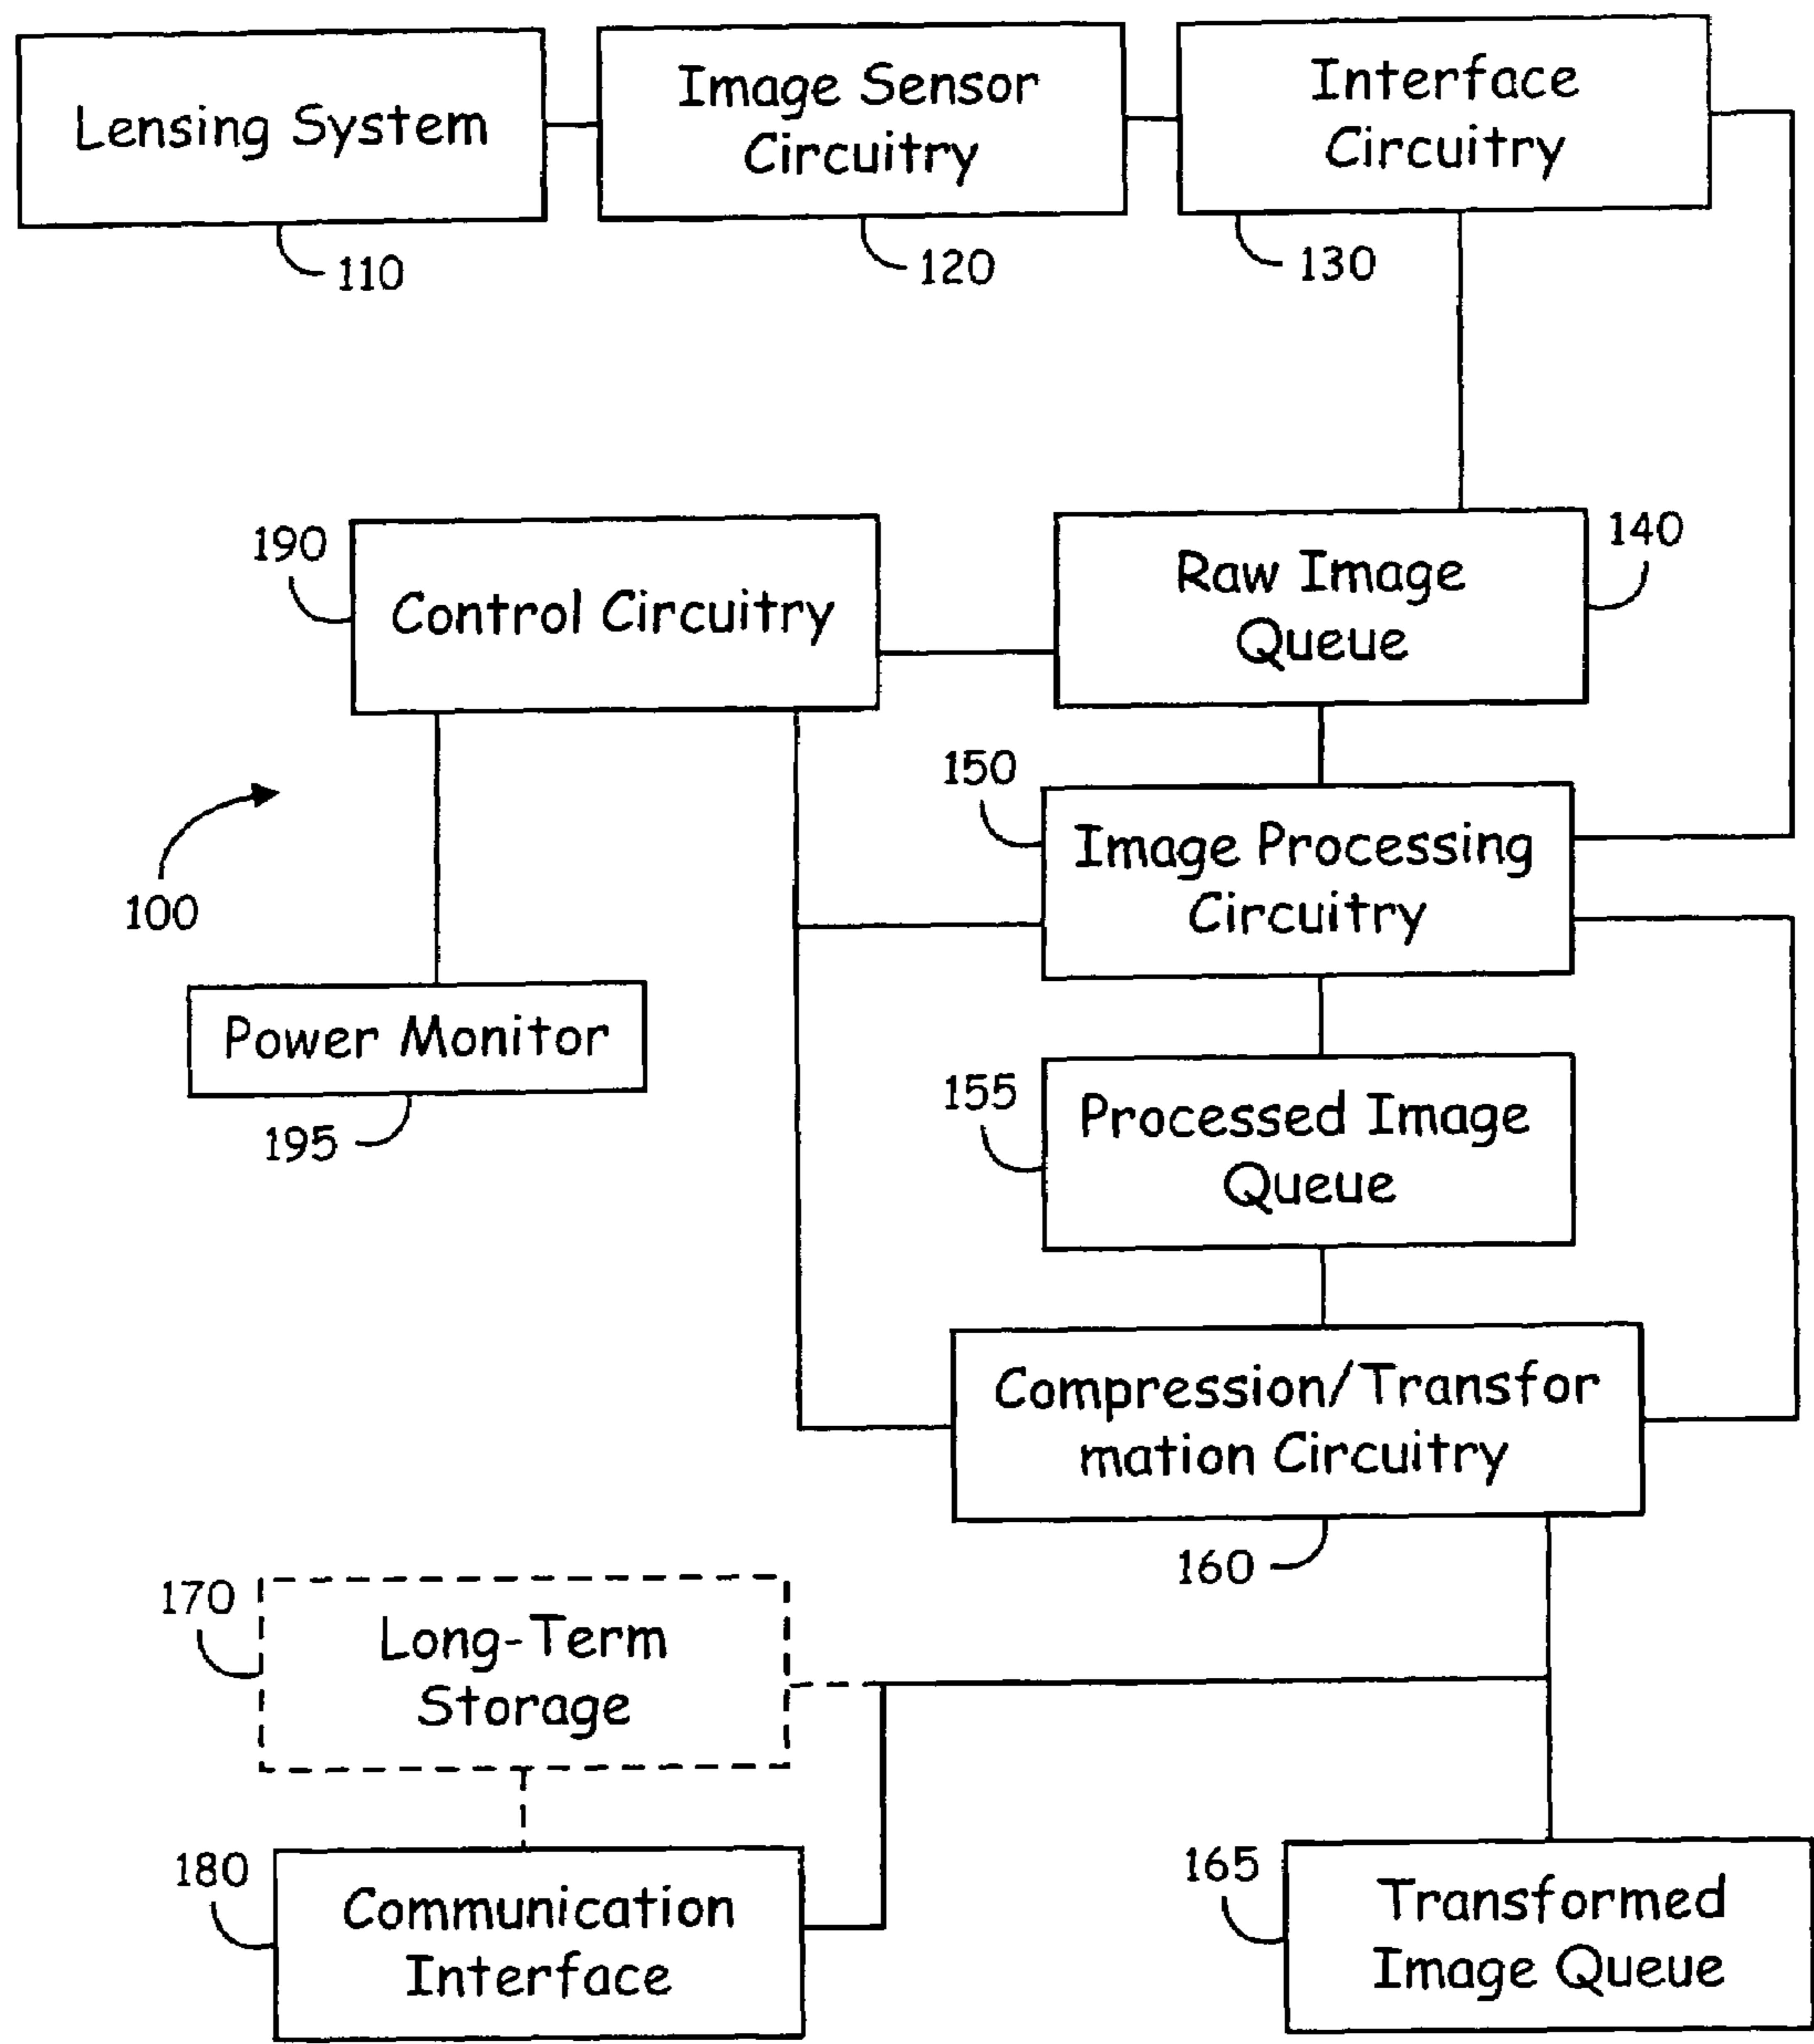 Lensing System
110
Image Sensor
Circuitry
120
Interface
Circuitry
130
190
Control Circuitry
Raw Image
Queue
140
100
150
Image Processing
Circuitry
Power Monitor
195
155
Processed Image
Queue
Compression/Transfor
mation Circuitry
160
170
Long-Term
Storage
180
Communication
Interface
165
Transformed
Image Queue